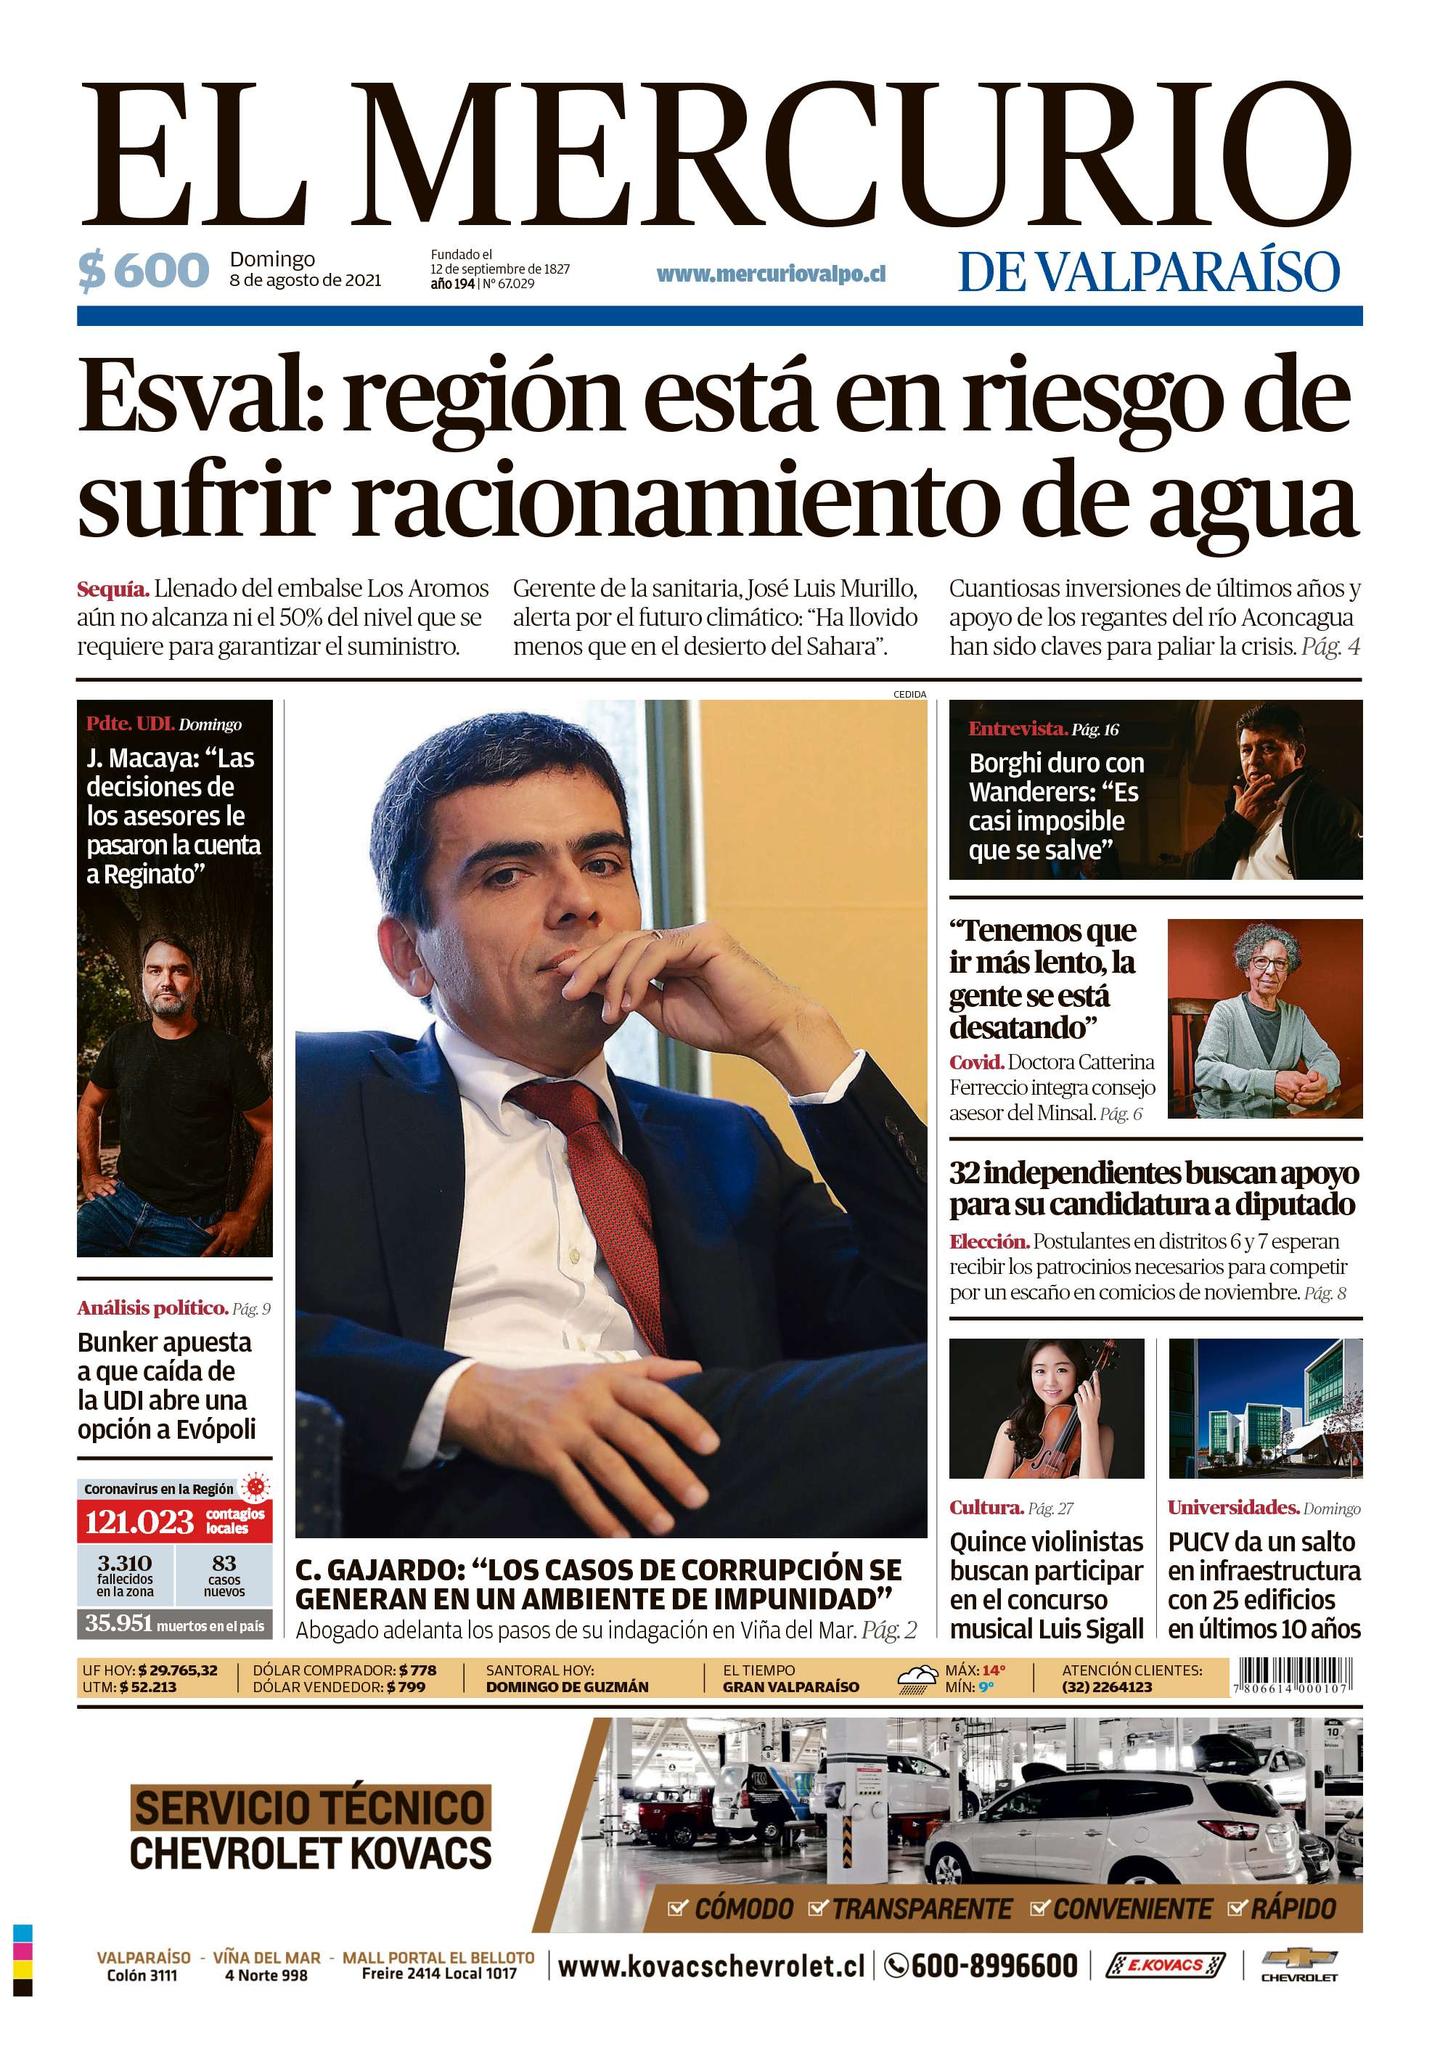 EL MERCURIO
$ 600
Domingo
8 de agosto de 2021
Fundado el
12 de septiembre de 1827
año 194 | N° 67.029
www.mercuriovalpo.cl
DE VALPARAÍSO
Esval: región está en riesgo de
sufrir racionamiento de agua
Sequía. Llenado del embalse Los Aromos
aún no alcanza ni el 50% del nivel que se
requiere para garantizar el suministro.
Gerente de la sanitaria, José Luis Murillo,
alerta por el futuro climático: “Ha llovido
menos que en el desierto del Sahara”.
Cuantiosas inversiones de últimos años y
apoyo de los regantes del río Aconcagua
han sido claves para paliar la crisis. Pág. 4
Pdte. UDI. Domingo
J. Macaya: “Las
decisiones de
los asesores le
pasaron la cuenta
a Reginato”
Análisis político. Pág. 9
Bunker apuesta
a que caída de
la UDI abre una
opción a Evópoli
Coronavirus en la Región
121.023 contagios
locales
3.310
fallecidos
en la zona
83
casos
nuevos
35.951 muertos en el país
CEDIDA
C. GAJARDO: “LOS CASOS DE CORRUPCIÓN SE
GENERAN EN UN AMBIENTE DE IMPUNIDAD”
Abogado adelanta los pasos de su indagación en Viña del Mar. Pág. 2
Entrevista. Pág. 16
Borghi duro con
Wanderers: “Es
casi imposible
que se salve”
“Tenemos que
ir más lento, la
gente se está
desatando”
Covid. Doctora Catterina
Ferreccio integra consejo
asesor del Minsal. Pág. 6
32 independientes buscan apoyo
para su candidatura a diputado
Elección. Postulantes en distritos 6 y 7 esperan
recibir los patrocinios necesarios para competir
por un escaño en comicios de noviembre. Pág. 8
Cultura. Pág. 27
Quince violinistas
buscan participar
en el concurso
musical Luis Sigall
Universidades. Domingo
PUCV da un salto
en infraestructura
con 25 edificios
en últimos 10 años
UF HOY: $ 29.765,32
UTM: $ 52.213
DÓLAR COMPRADOR: $ 778
DÓLAR VENDEDOR: $ 799
SANTORAL HOY:
DOMINGO DE GUZMÁN
EL TIEMPO
GRAN VALPARAÍSO
MÁX: 14°
MÍN: 9°
ATENCIÓN CLIENTES:
(32) 2264123
7 806614 000107
SERVICIO TÉCNICO
CHEVROLET KOVACS
10
CÓMODO
TRANSPARENTE
CONVENIENTE
RÁPIDO
VALPARAÍSO - VIÑA DEL MAR - MALL PORTAL EL BELLOTO
Colón 3111
4 Norte 998
Freire 2414 Local 1017
www.kovacschevrolet.cl
600-8996600
E.KOVACS
CHEVROLET